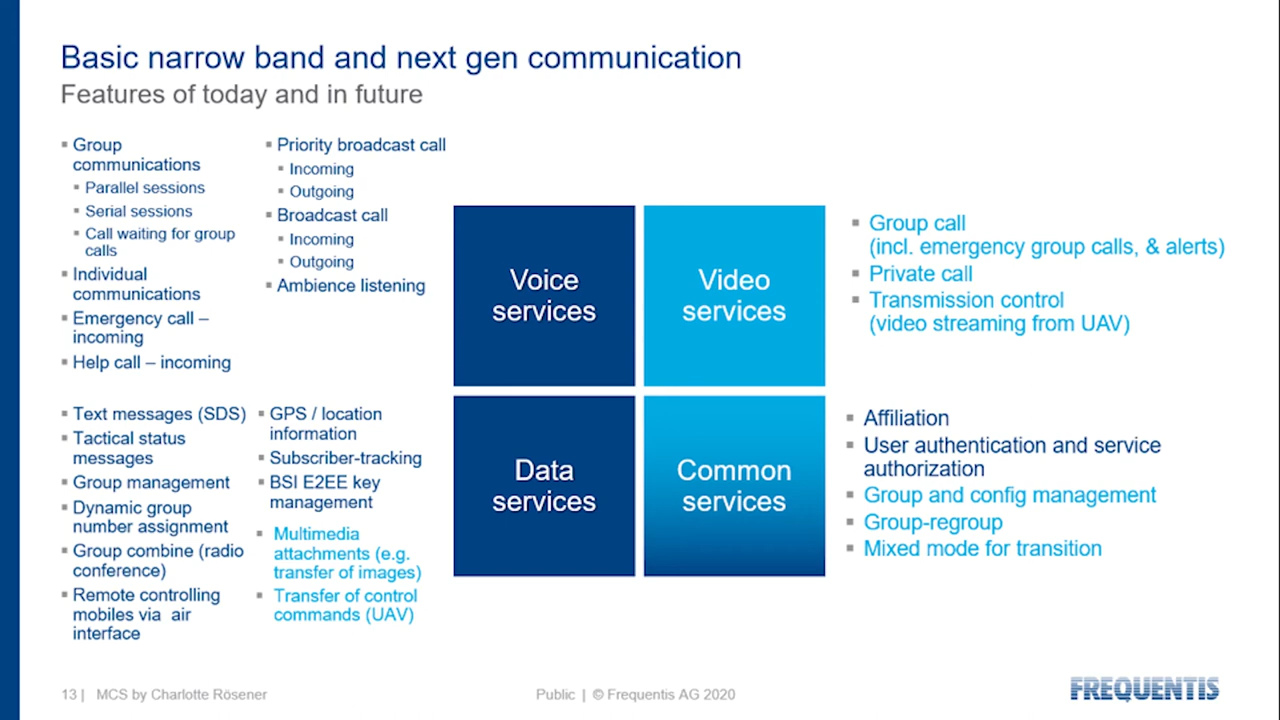 Basic narrow band and next gen communication
Features of today and in future
Group
communications
Parallel sessions
Serial sessions
Call waiting for group
calls
Individual
communications
Emergency call –
incoming
Help call – incoming
Priority broadcast call
Incoming
Outgoing
Broadcast call
Incoming
Outgoing
Ambience listening
Voice
services
Video
services
Group call
(incl. emergency group calls, & alerts)
Private call
Transmission control
(video streaming from UAV)
Text messages (SDS)
Tactical status
messages
Group management
Dynamic group
number assignment
Group combine (radio
conference)
Remote controlling
mobiles via air
interface
GPS / location
information
Subscriber-tracking
BSI E2EE key
management
Multimedia
attachments (e.g.
transfer of images)
Transfer of control
commands (UAV)
Data
services
Common
services
Affiliation
User authentication and service
authorization
Group and config management
Group-regroup
Mixed mode for transition
13 | MCS by Charlotte Rösener
Public | © Frequentis AG 2020
FREQUENTIS